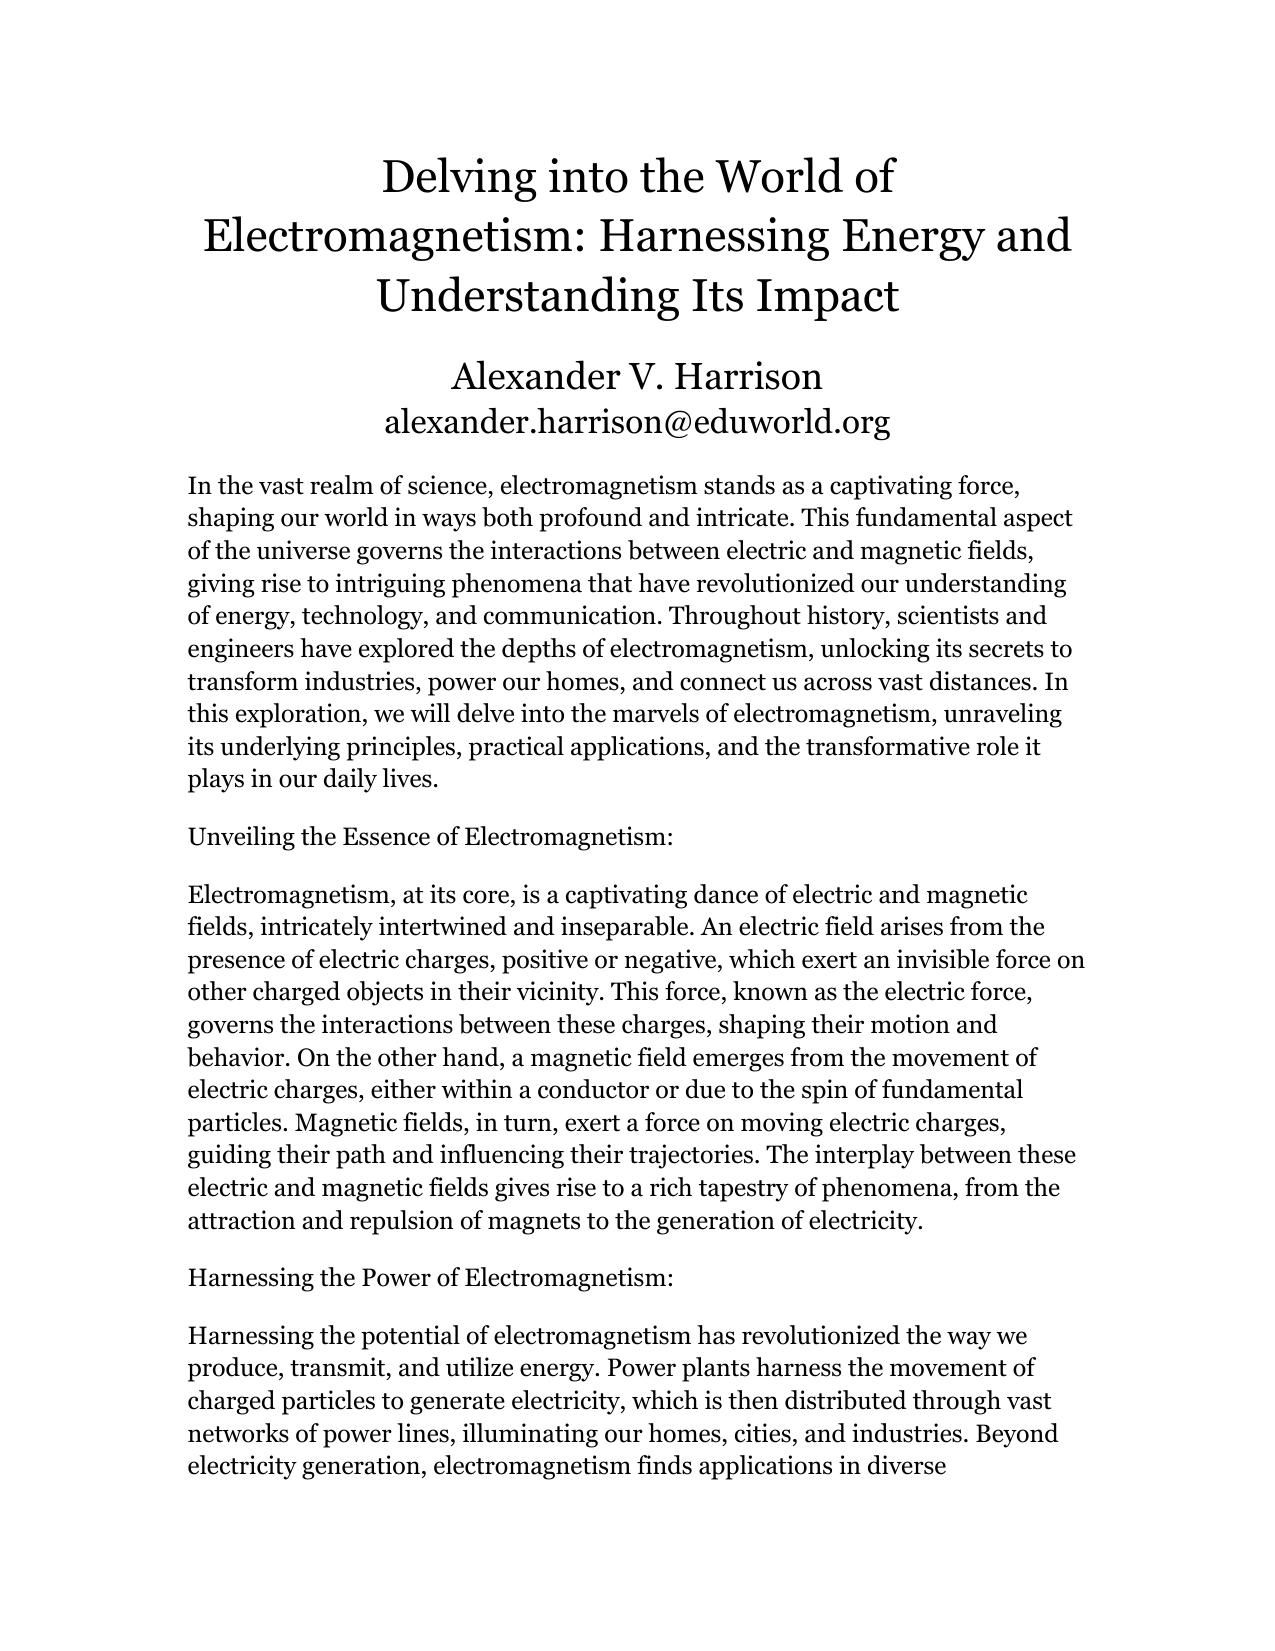 Delving into the World of
Electromagnetism: Harnessing Energy and
Understanding Its Impact
Alexander V. Harrison
alexander.harrison@eduworld.org
In the vast realm of science, electromagnetism stands as a captivating force,
shaping our world in ways both profound and intricate. This fundamental aspect
of the universe governs the interactions between electric and magnetic fields,
giving rise to intriguing phenomena that have revolutionized our understanding
of energy, technology, and communication. Throughout history, scientists and
engineers have explored the depths of electromagnetism, unlocking its secrets to
transform industries, power our homes, and connect us across vast distances. In
this exploration, we will delve into the marvels of electromagnetism, unraveling
its underlying principles, practical applications, and the transformative role it
plays in our daily lives.
Unveiling the Essence of Electromagnetism:
Electromagnetism, at its core, is a captivating dance of electric and magnetic
fields, intricately intertwined and inseparable. An electric field arises from the
presence of electric charges, positive or negative, which exert an invisible force on
other charged objects in their vicinity. This force, known as the electric force,
governs the interactions between these charges, shaping their motion and
behavior. On the other hand, a magnetic field emerges from the movement of
electric charges, either within a conductor or due to the spin of fundamental
particles. Magnetic fields, in turn, exert a force on moving electric charges,
guiding their path and influencing their trajectories. The interplay between these
electric and magnetic fields gives rise to a rich tapestry of phenomena, from the
attraction and repulsion of magnets to the generation of electricity.
Harnessing the Power of Electromagnetism:
Harnessing the potential of electromagnetism has revolutionized the way we
produce, transmit, and utilize energy. Power plants harness the movement of
charged particles to generate electricity, which is then distributed through vast
networks of power lines, illuminating our homes, cities, and industries. Beyond
electricity generation, electromagnetism finds applications in diverse